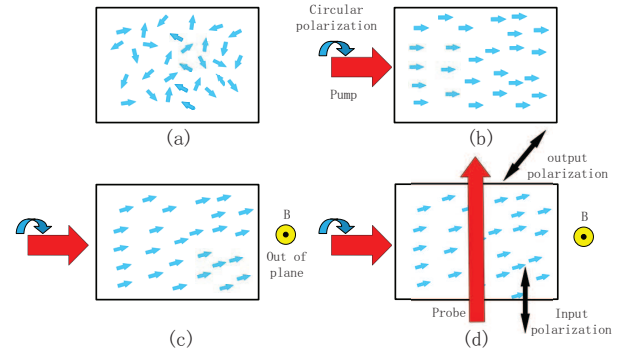 Circular
polarization
Pump
(a)
(b)
output
polarization
B
Out of
plane
B
Probe
Input
polarization
(c)
(d)